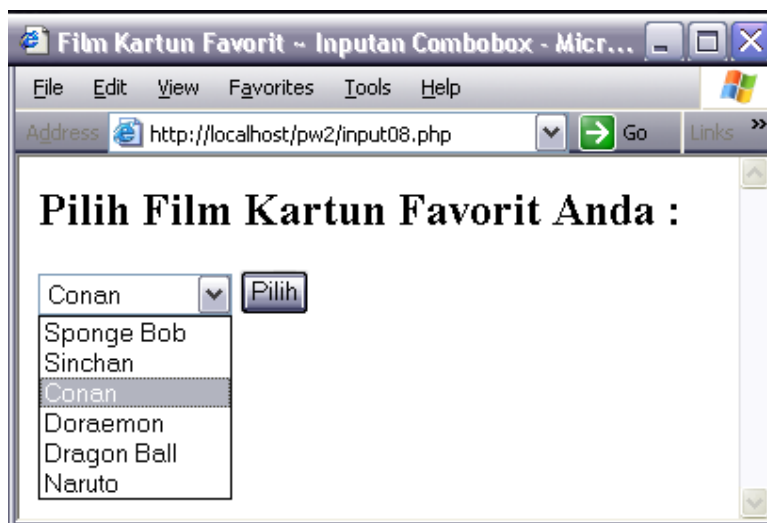 Film Kartun Favorit ~ Inputan Combobox - Micr...
File Edit View Favorites Tools Help
Address http://localhost/pw2/input08.php Go Links »
Pilih Film Kartun Favorit Anda :
Conan Pilih
Sponge Bob
Sinchan
Conan
Doraemon
Dragon Ball
Naruto